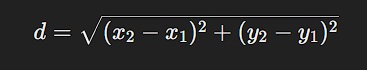 d = √(x₂ − x₁)² + (y₂ − y₁)²